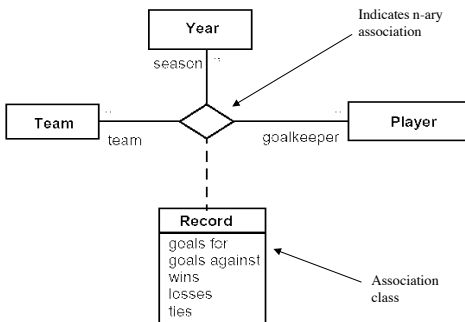 Indicates n-ary
association
Year
season
Team
team
goalkeeper
Player
Record
goals for
goals against
wins
losses
ties
Association
class